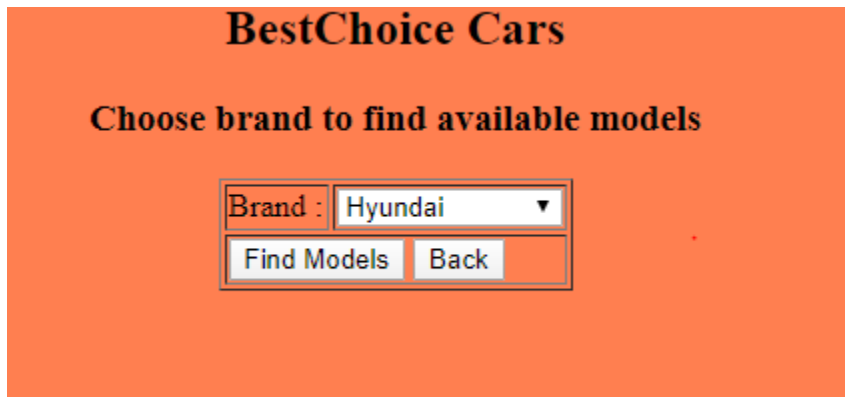 BestChoice Cars
Choose brand to find available models
Brand : Hyundai
Find Models Back